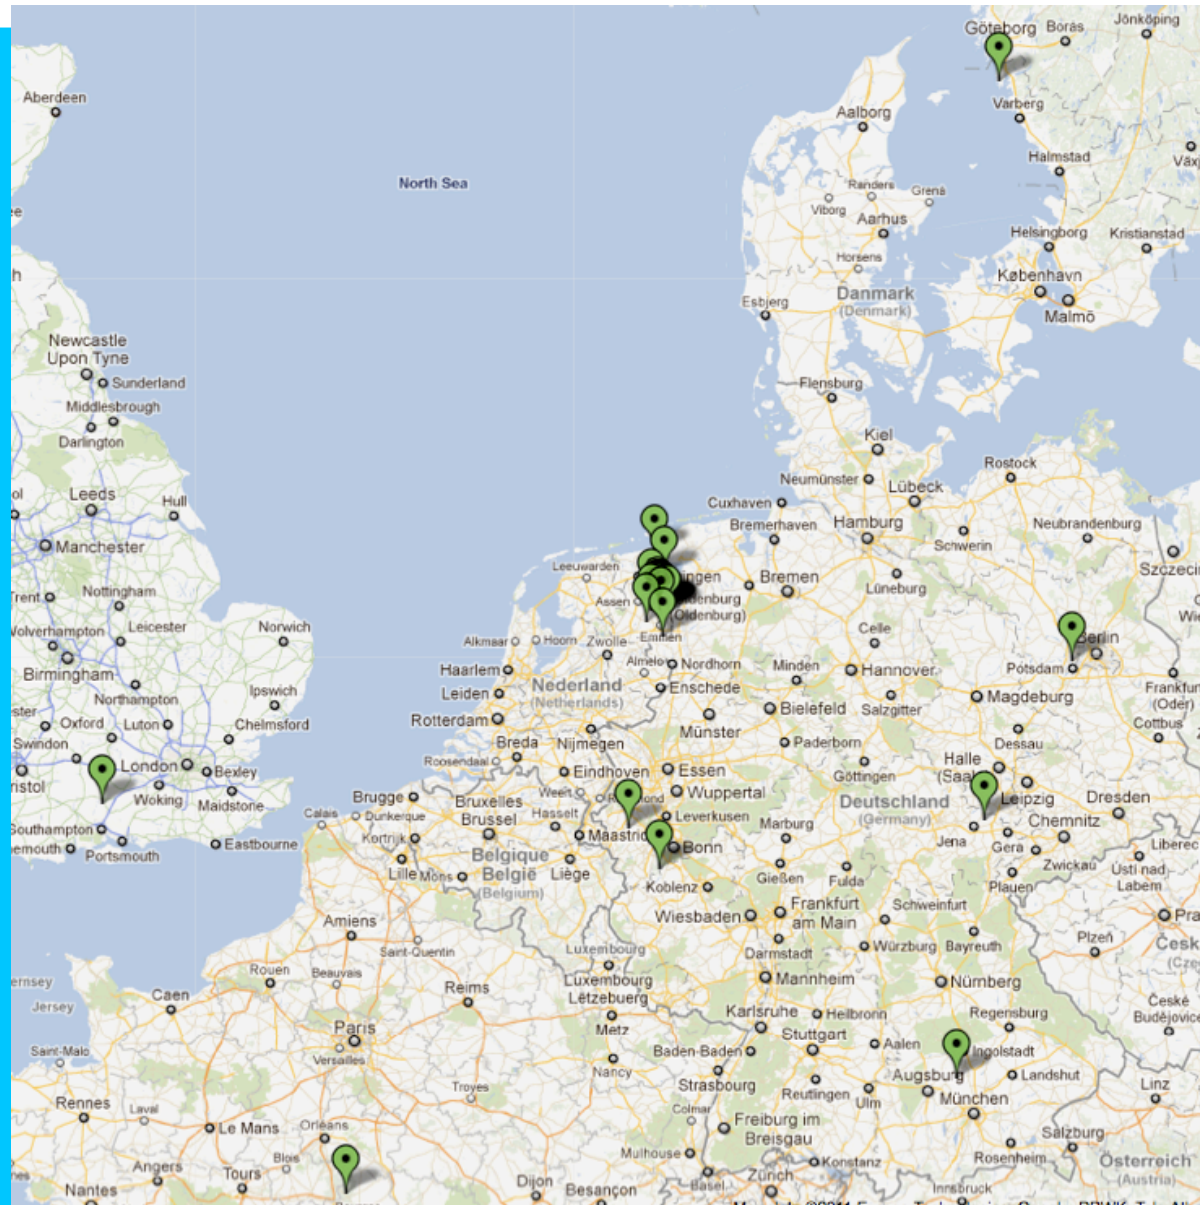 Göteborg
Borås
Jönköping
Aberdeen
Varberg
Aalborg
Halmstad
North Sea
Randers
Grenå
Viborg
Aarhus
Helsingborg
Kristianstad
Horsens
København
Danmark
(Denmark)
Esbjerg
Malmö
Newcastle
Upon Tyne
Sunderland
Flensburg
Middlesbrough
Darlington
Kiel
Rostock
Neumünster
Lübeck
Leeds
Hull
Cuxhaven
Hamburg
Neubrandenburg
Bremerhaven
Schwerin
Manchester
Leeuwarden
Bremen
Lüneburg
Nottingham
Assen
(Oldenburg)
Leicester
Norwich
Celle
Berlin
Alkmaar
Hoorn
Zwolle
Emmen
Birmingham
Haarlem
Almelo
Nordhorn
Minden
Hannover
Potsdam
Northampton
Ipswich
Leiden
Nederland
(Netherlands)
Enschede
Magdeburg
Frankfurt
(Oder)
Oxford
Luton
Chelmsford
Rotterdam
Bielefeld
Salzgitter
Cottbus
Swindon
Breda
Nijmegen
Münster
Paderborn
Dessau
London
Bexley
Roosendaal
Eindhoven
Essen
Göttingen
Halle
Woking
Maidstone
Brugge
Weert
Wuppertal
Deutschland
(Germany)
Leipzig
Dresden
Calais
Dunkerque
Bruxelles
Brussel
Hasselt
Leverkusen
Marburg
Chemnitz
Southampton
Portsmouth
Eastbourne
Kortrijk
Bonn
Jena
Gera
Zwickau
Lille
Mons
Belgique
België
(Belgium)
Liège
Koblenz
Gießen
Fulda
Plauen
Ústí nad
Labem
Amiens
Wiesbaden
Frankfurt
am Main
Schweinfurt
Saint-Quentin
Luxembourg
Darmstadt
Würzburg
Bayreuth
Plzeň
Jersey
Rouen
Beauvais
Reims
Luxembourg
Lëtzebuerg
Mannheim
Nürnberg
Caen
České
Budějovice
Paris
Versailles
Metz
Karlsruhe
Heilbronn
Regensburg
Stuttgart
Saint-Malo
Nancy
Baden-Baden
Aalen
Ingolstadt
Strasbourg
Augsburg
Landshut
Troyes
Reutlingen
Ulm
München
Linz
Rennes
Laval
Le Mans
Orléans
Colmar
Freiburg im
Breisgau
Salzburg
Blois
Mulhouse
Konstanz
Rosenheim
Österreich
(Austria)
Angers
Tours
Dijon
Besançon
Basel
Zürich
Innsbruck
Nantes